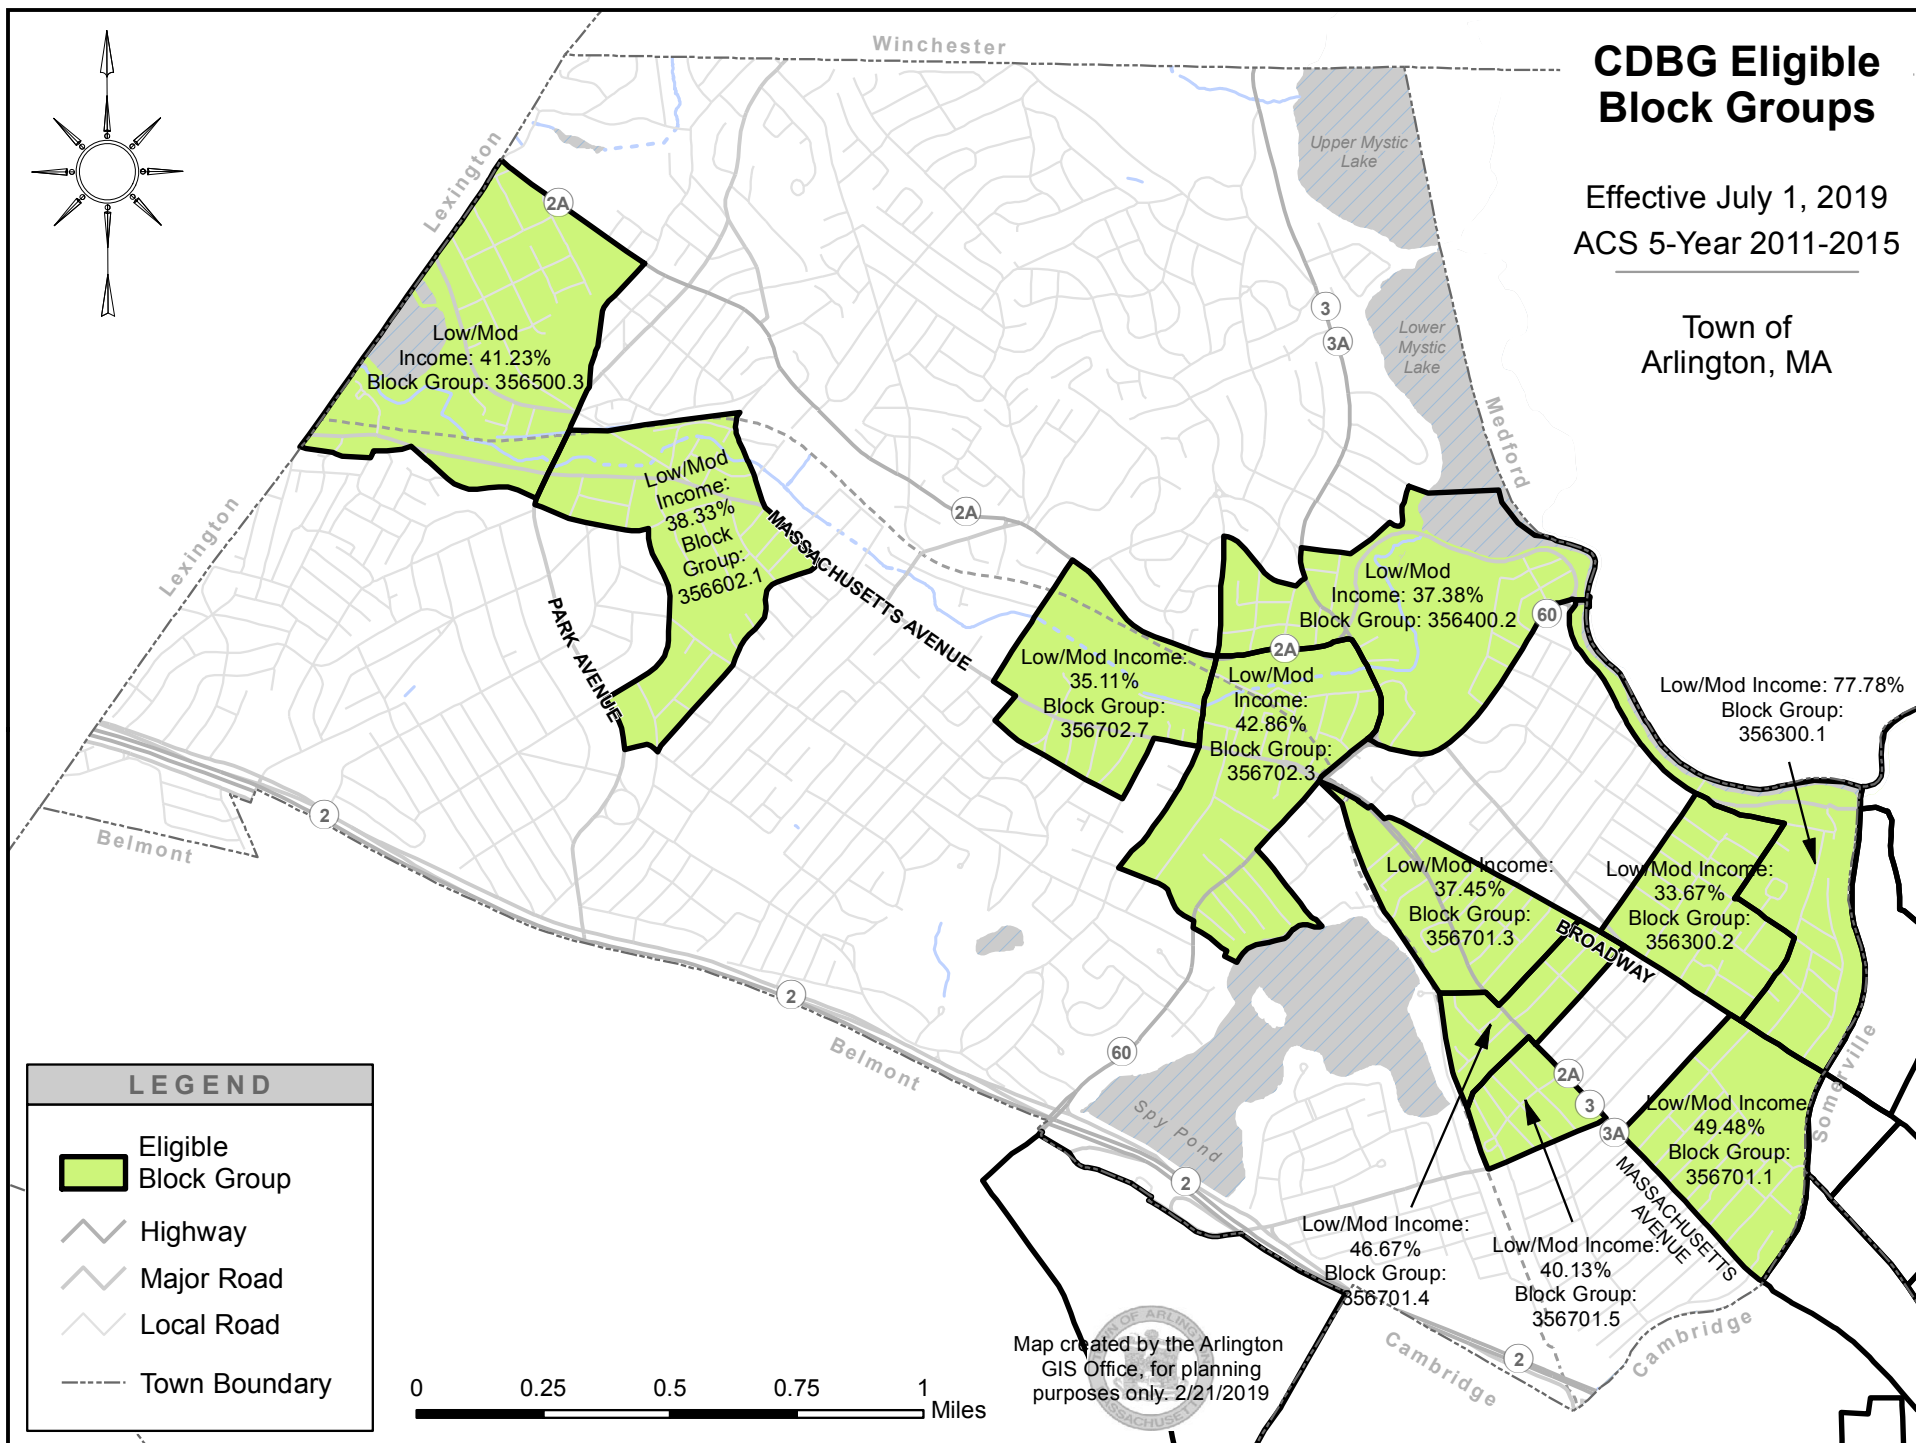 CDBG Eligible
Block Groups
Effective July 1, 2019
ACS 5-Year 2011-2015
Town of
Arlington, MA
Winchester
Lexington
Upper Mystic
Lake
2A
3
3A
Lower
Mystic
Lake
Medford
Low/Mod
Income: 41.23%
Block Group: 356500.3
Low/Mod
Income:
38.33%
Block
Group:
356602.1
Lexington
MASSACHUSETTS AVENUE
PARK AVENUE
2A
Low/Mod
Income: 37.38%
Block Group: 356400.2
60
2A
Low/Mod Income:
35.11%
Block Group:
356702.7
Low/Mod
Income:
42.86%
Block Group:
356702.3
Low/Mod Income: 77.78%
Block Group:
356300.1
Low/Mod Income:
37.45%
Block Group:
356701.3
Low/Mod Income:
33.67%
Block Group:
356300.2
BROADWAY
Belmont
2
2
Belmont
60
Spy Pond
2
2A
3
3A
Low/Mod Income
49.48%
Block Group:
356701.1
Somerville
MASSACHUSETTS
AVENUE
Low/Mod Income:
46.67%
Block Group:
356701.4
Low/Mod Income:
40.13%
Block Group:
356701.5
Cambridge
2
Cambridge
LEGEND
Eligible
Block Group
Highway
Major Road
Local Road
Town Boundary
0 0.25 0.5 0.75 1
Miles
Map created by the Arlington
GIS Office, for planning
purposes only. 2/21/2019
TOWN OF ARLINGTON
MASSACHUSETTS